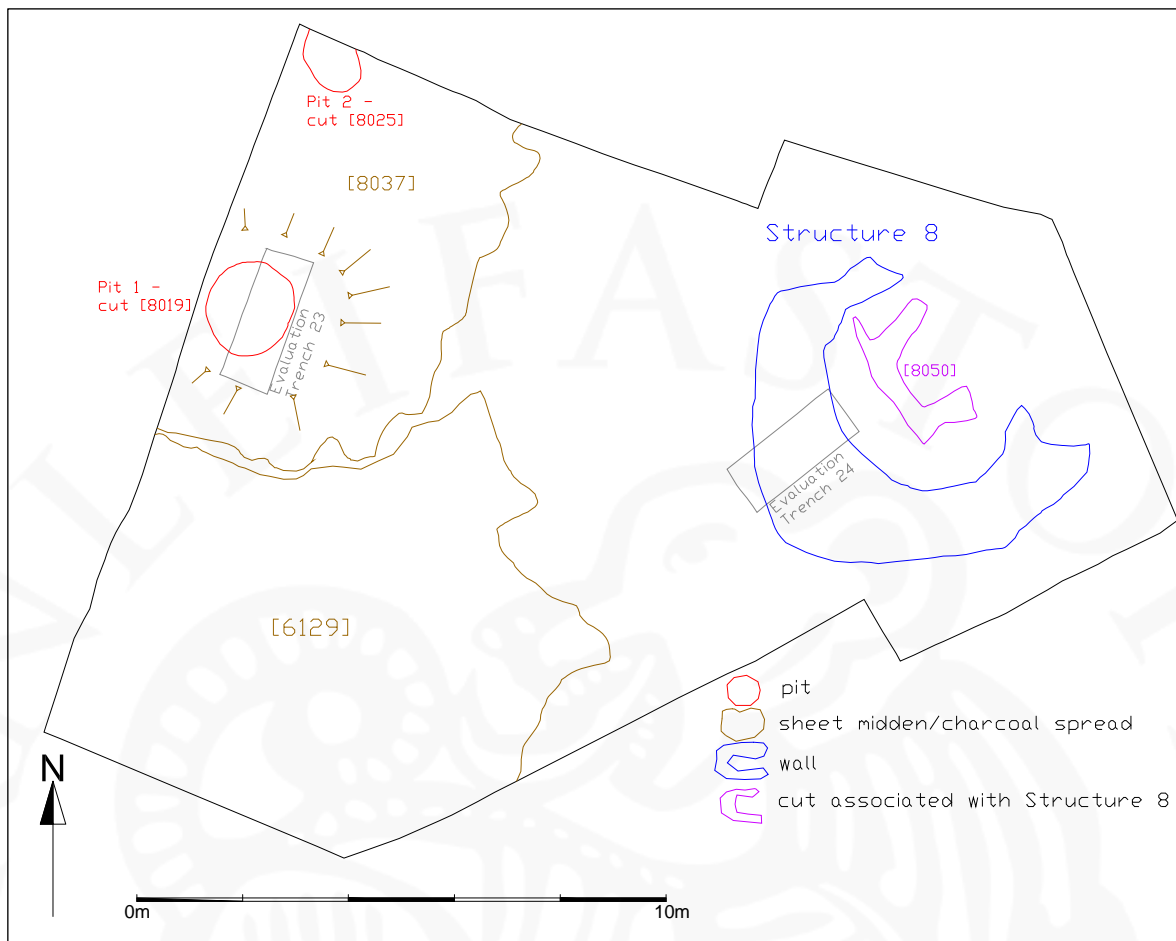 Pit 2 -
cut [8025]
[8037]
Structure 8
Pit 1 -
cut [8019]
Evaluation
Trench 23
[8050]
Evaluation
Trench 24
[6129]
pit
sheet midden/charcoal spread
wall
cut associated with Structure 8
N
0m
10m